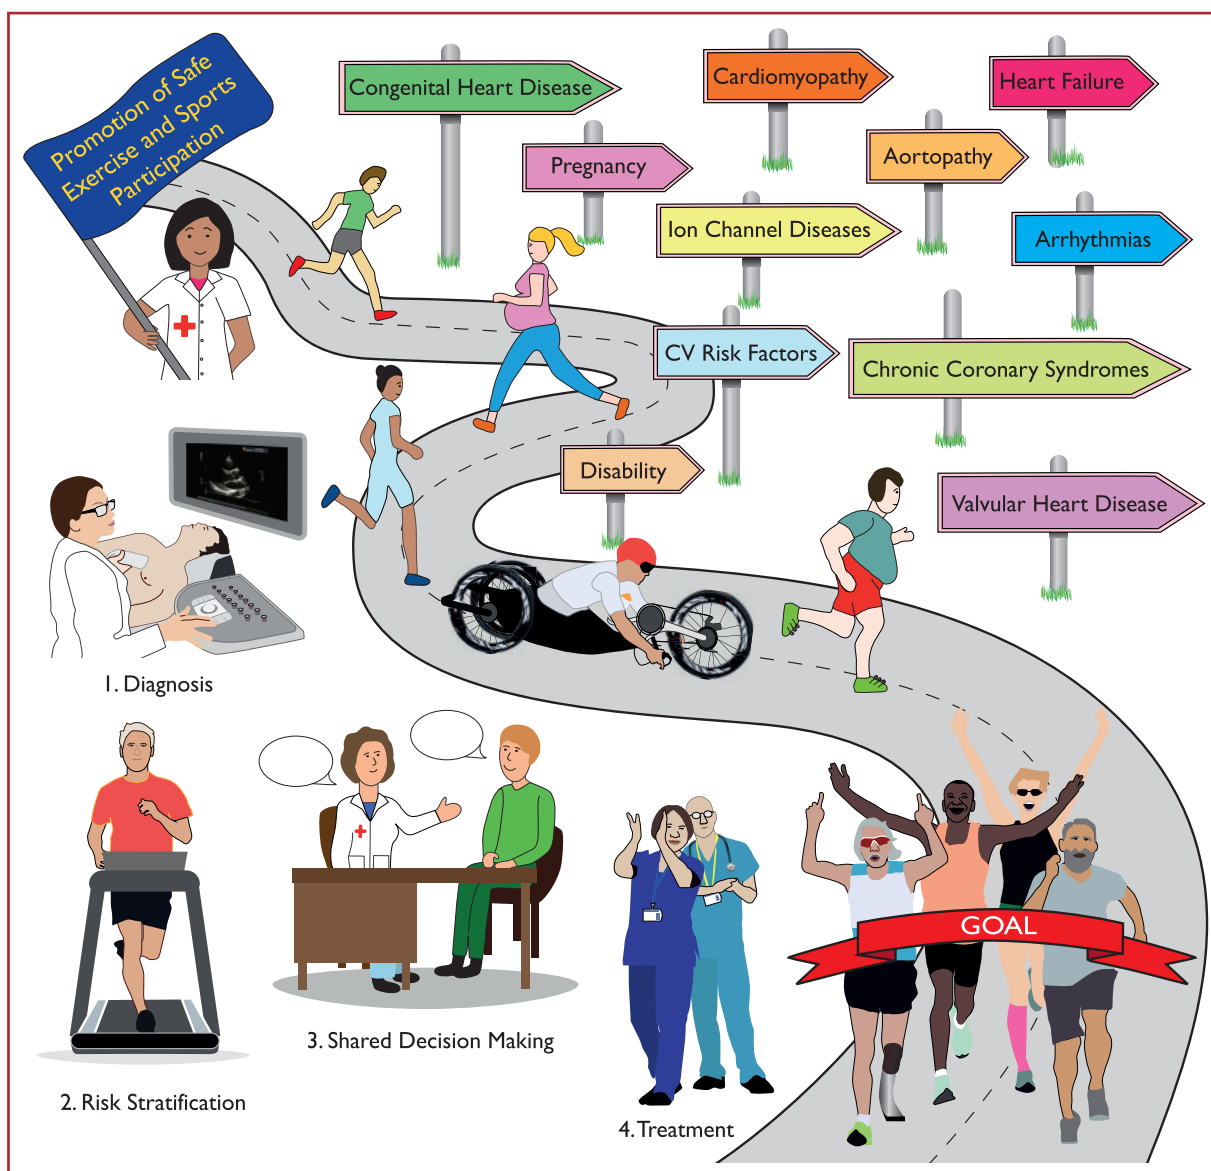 Promotion of Safe
Exercise and Sports
Participation
Congenital Heart Disease
Cardiomyopathy
Heart Failure
Pregnancy
Aortopathy
Ion Channel Diseases
Arrhythmias
CV Risk Factors
Chronic Coronary Syndromes
Disability
Valvular Heart Disease
1. Diagnosis
2. Risk Stratification
3. Shared Decision Making
4. Treatment
GOAL